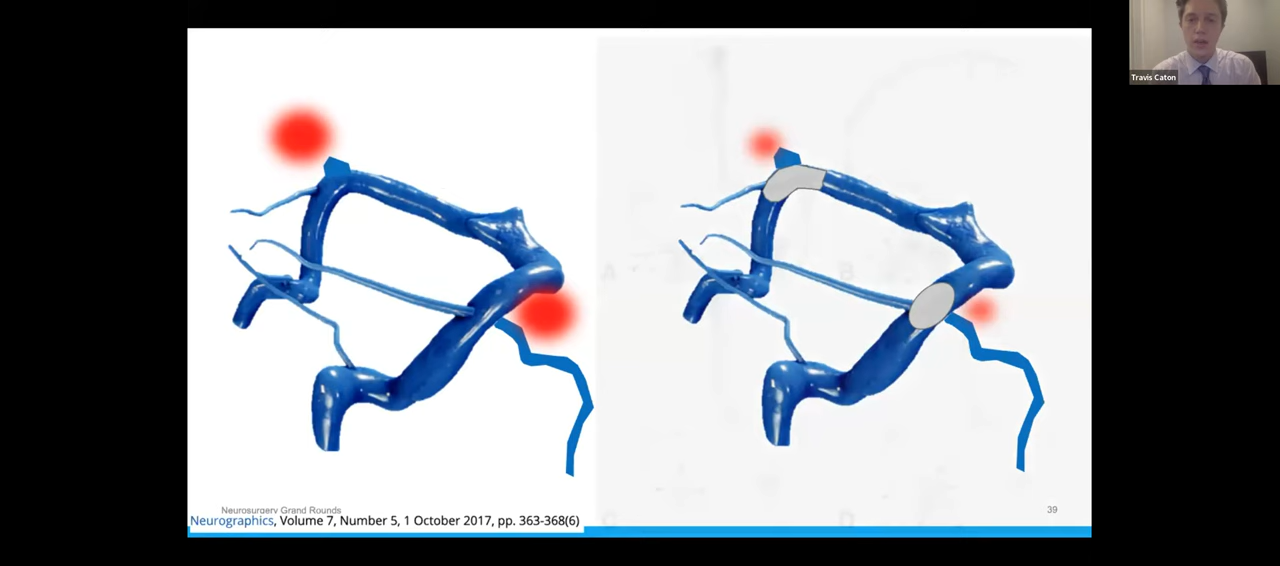 Travis Caton
Neurosurgery Grand Rounds
39
Neurographics, Volume 7, Number 5, 1 October 2017, pp. 363-368(6)
A
B
C
D